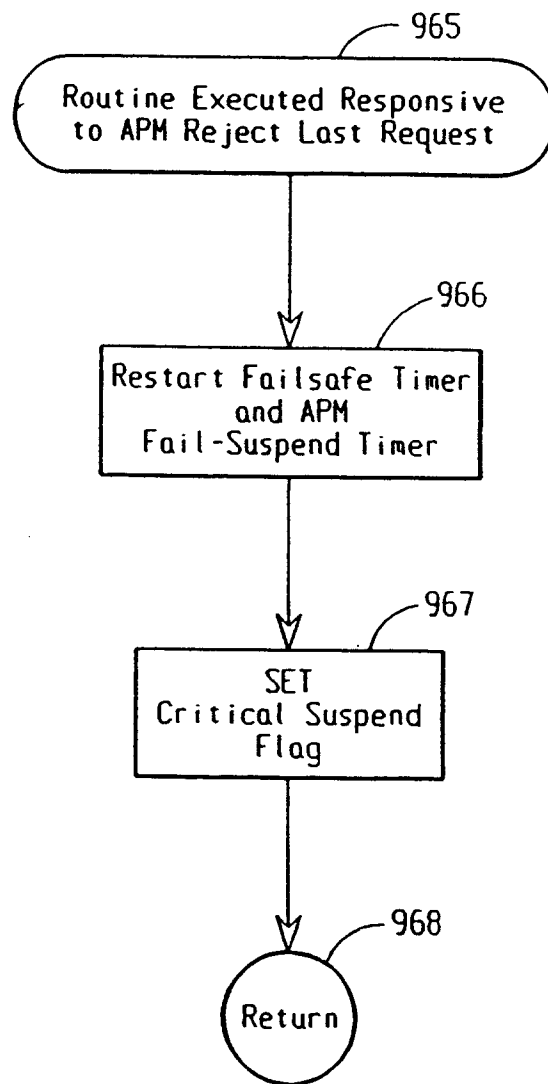 965
Routine Executed Responsive
to APM Reject Last Request
966
Restart Failsafe Timer
and APM
Fail-Suspend Timer
967
SET
Critical Suspend
Flag
968
Return